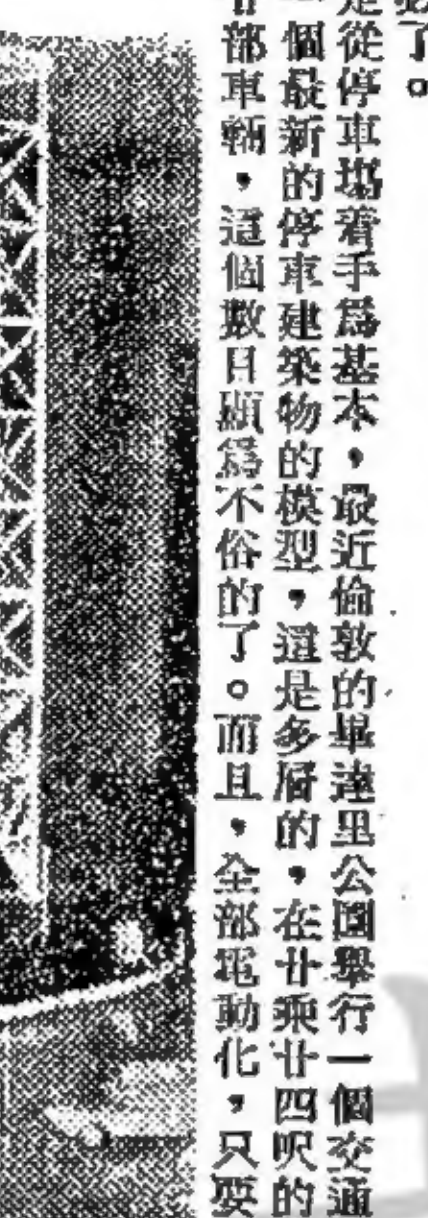 了。
是從停車場着手爲基本,最近倫敦的畢達里公園舉行一個交通
個最新的停車建築物的模型,這是多層的,在廿乘廿四呎的
部車輛,這個數目顯爲不俗的了。而且,全部電動化,只要